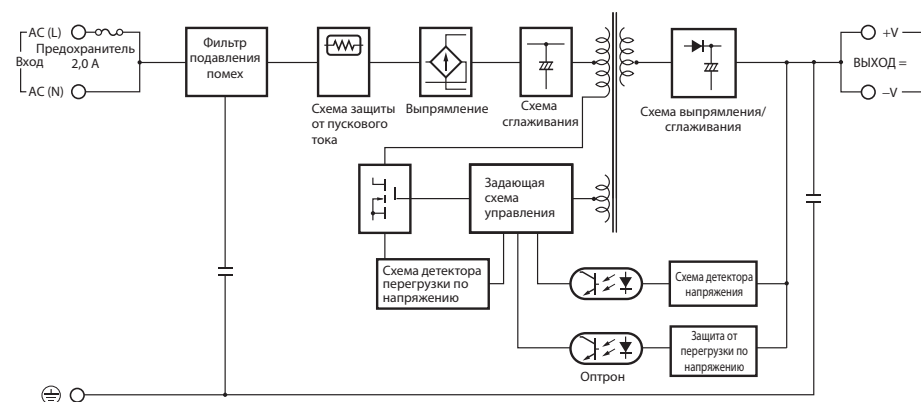 AC (L)
Предохранитель
Вход
2,0 А
AC (N)
Фильтр
подавления
помех
Схема защиты
от пускового
тока
Выпрямление
Схема
сглаживания
Схема выпрямления/
сглаживания
+V
ВЫХОД =
–V
Задающая
схема
управления
Схема детектора
перегрузки по
напряжению
Схема детектора
напряжения
Защита от
перегрузки по
напряжению
Оптрон